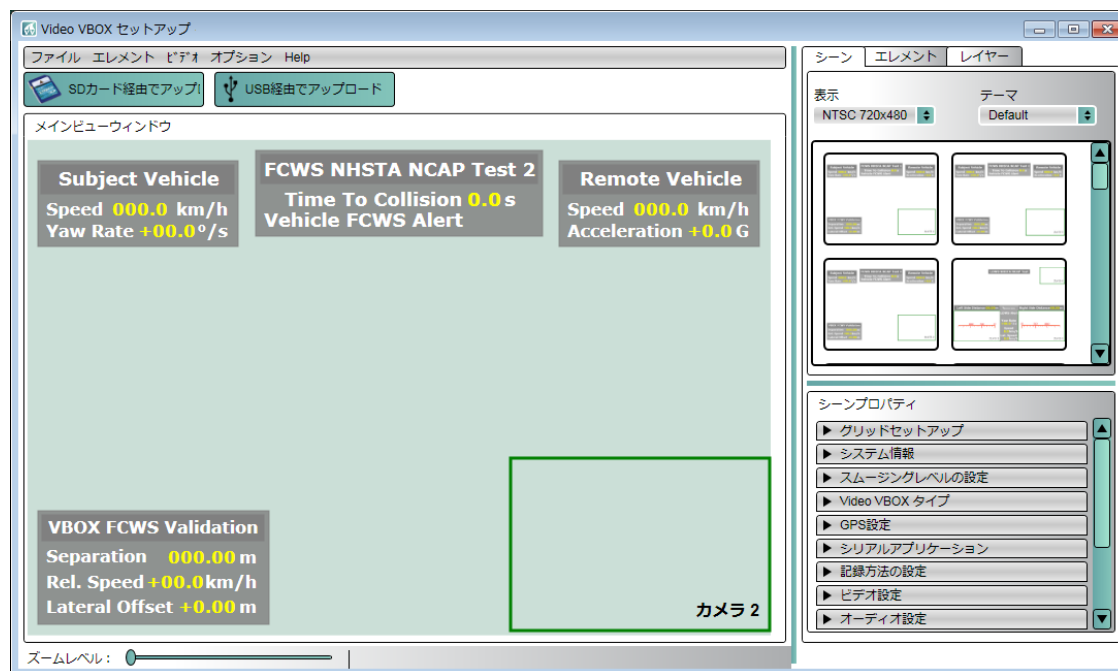 Video VBOX セットアップ
ファイル エレメント ビデオ オプション Help
SDカード経由でアップl
USB経由でアップロード
メインビューウィンドウ
Subject Vehicle
Speed 000.0 km/h
Yaw Rate +00.0º/s
FCWS NHSTA NCAP Test 2
Time To Collision 0.0 s
Vehicle FCWS Alert
Remote Vehicle
Speed 000.0 km/h
Acceleration +0.0 G
VBOX FCWS Validation
Separation 000.00 m
Rel. Speed +00.0km/h
Lateral Offset +0.00 m
カメラ 2
ズームレベル :
シーン エレメント レイヤー
表示 テーマ
NTSC 720x480 Default
シーンプロパティ
グリッドセットアップ
システム情報
スムージングレベルの設定
Video VBOX タイプ
GPS設定
シリアルアプリケーション
記録方法の設定
ビデオ設定
オーディオ設定